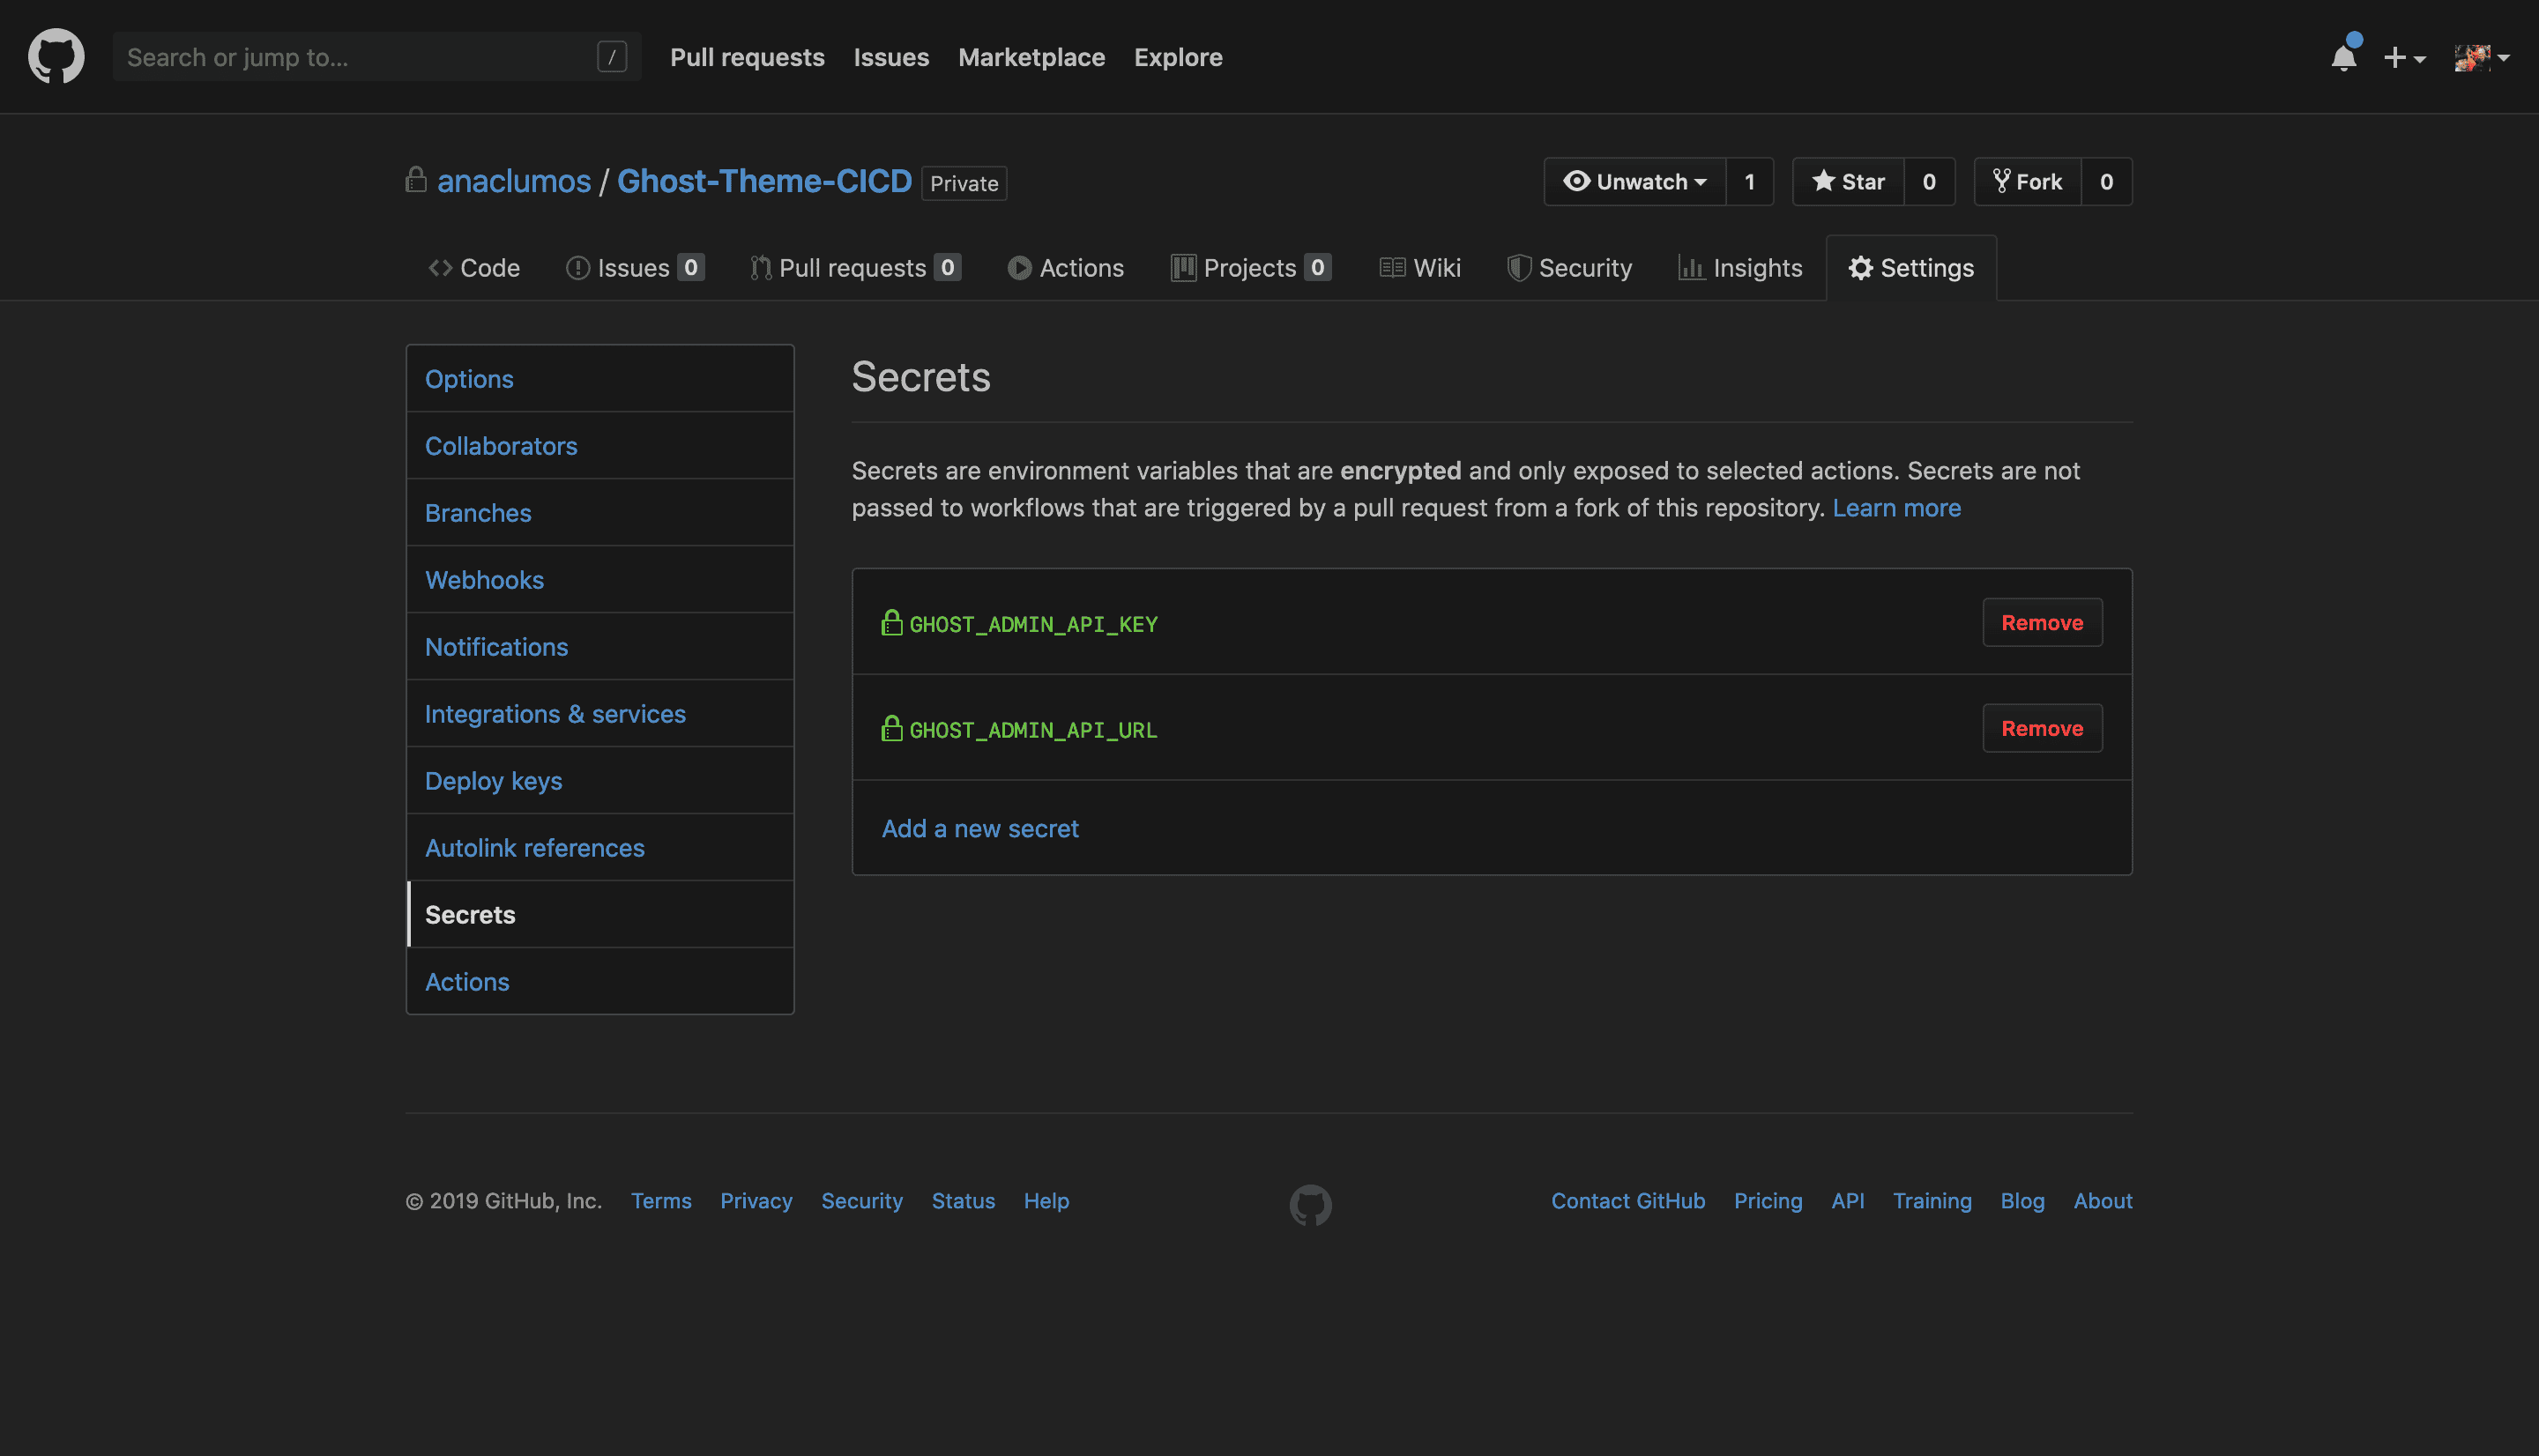 Search or jump to... / Pull requests Issues Marketplace Explore
anaclumos / Ghost-Theme-CICD Private Unwatch 1 Star 0 Fork 0
Code Issues 0 Pull requests 0 Actions Projects 0 Wiki Security Insights Settings
Options
Collaborators
Branches
Webhooks
Notifications
Integrations & services
Deploy keys
Autolink references
Secrets
Actions
Secrets
Secrets are environment variables that are encrypted and only exposed to selected actions. Secrets are not
passed to workflows that are triggered by a pull request from a fork of this repository. Learn more
GHOST_ADMIN_API_KEY Remove
GHOST_ADMIN_API_URL Remove
Add a new secret
© 2019 GitHub, Inc. Terms Privacy Security Status Help Contact GitHub Pricing API Training Blog About